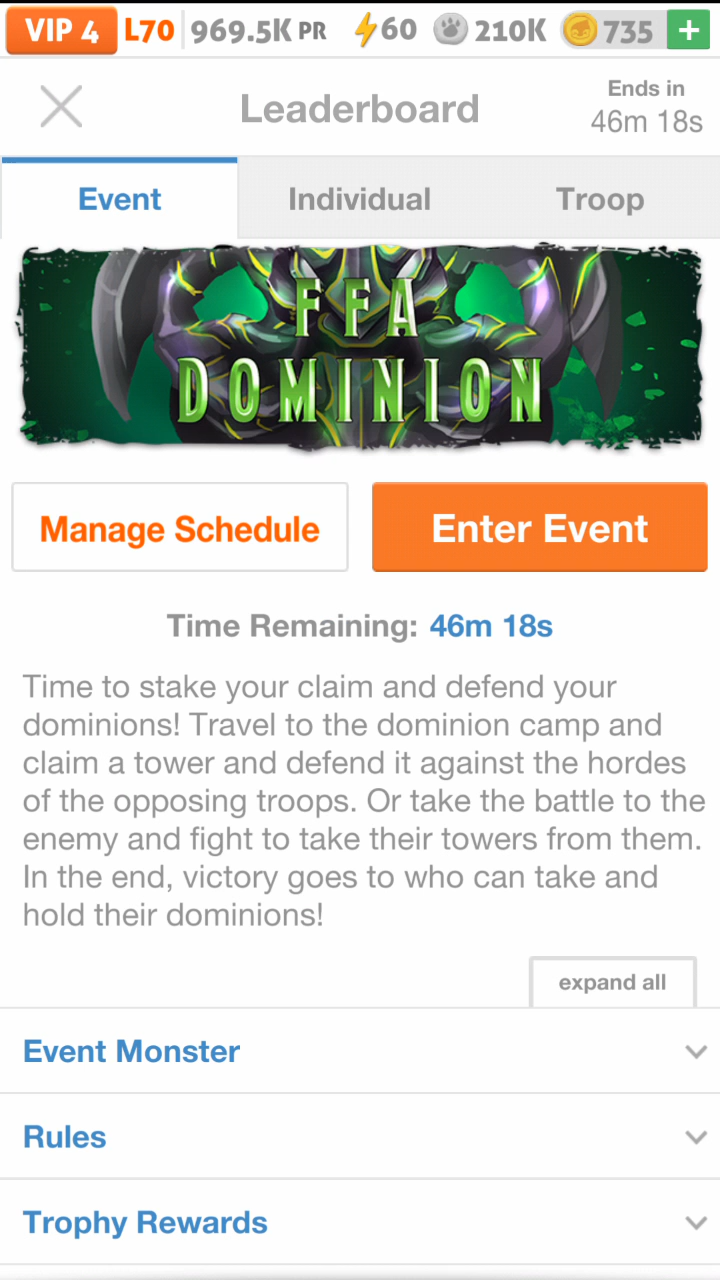 VIP 4 L70 969.5K PR 60 210K 735 +
Ends in
Leaderboard
46m 18s
Event Individual Troop
FFA
DOMINION
Manage Schedule Enter Event
Time Remaining: 46m 18s
Time to stake your claim and defend your
dominions! Travel to the dominion camp and
claim a tower and defend it against the hordes
of the opposing troops. Or take the battle to the
enemy and fight to take their towers from them.
In the end, victory goes to who can take and
hold their dominions!
expand all
Event Monster
Rules
Trophy Rewards